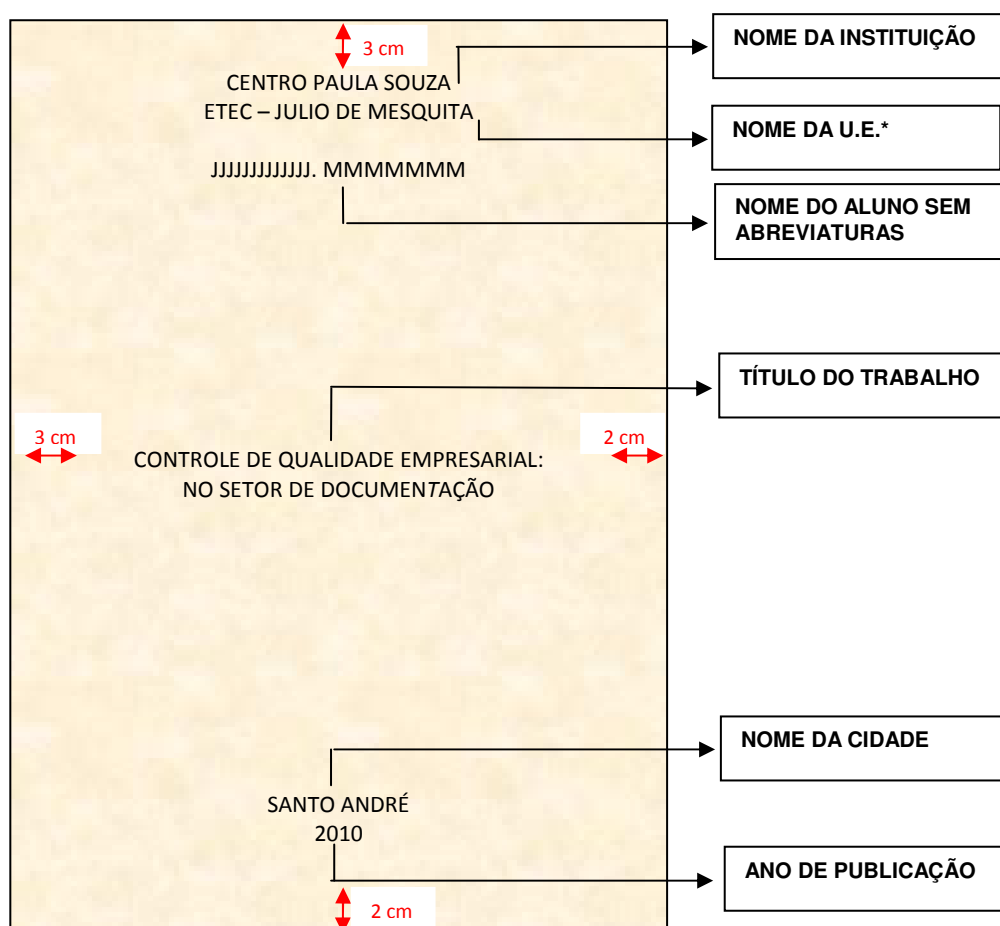 3 cm
NOME DA INSTITUIÇÃO
CENTRO PAULA SOUZA
ETEC – JULIO DE MESQUITA
NOME DA U.E.*
JJJJJJJJJJJJJ. MMMMMMM
NOME DO ALUNO SEM
ABREVIATURAS
TÍTULO DO TRABALHO
3 cm
2 cm
CONTROLE DE QUALIDADE EMPRESARIAL:
NO SETOR DE DOCUMENTAÇÃO
NOME DA CIDADE
SANTO ANDRÉ
2010
ANO DE PUBLICAÇÃO
2 cm